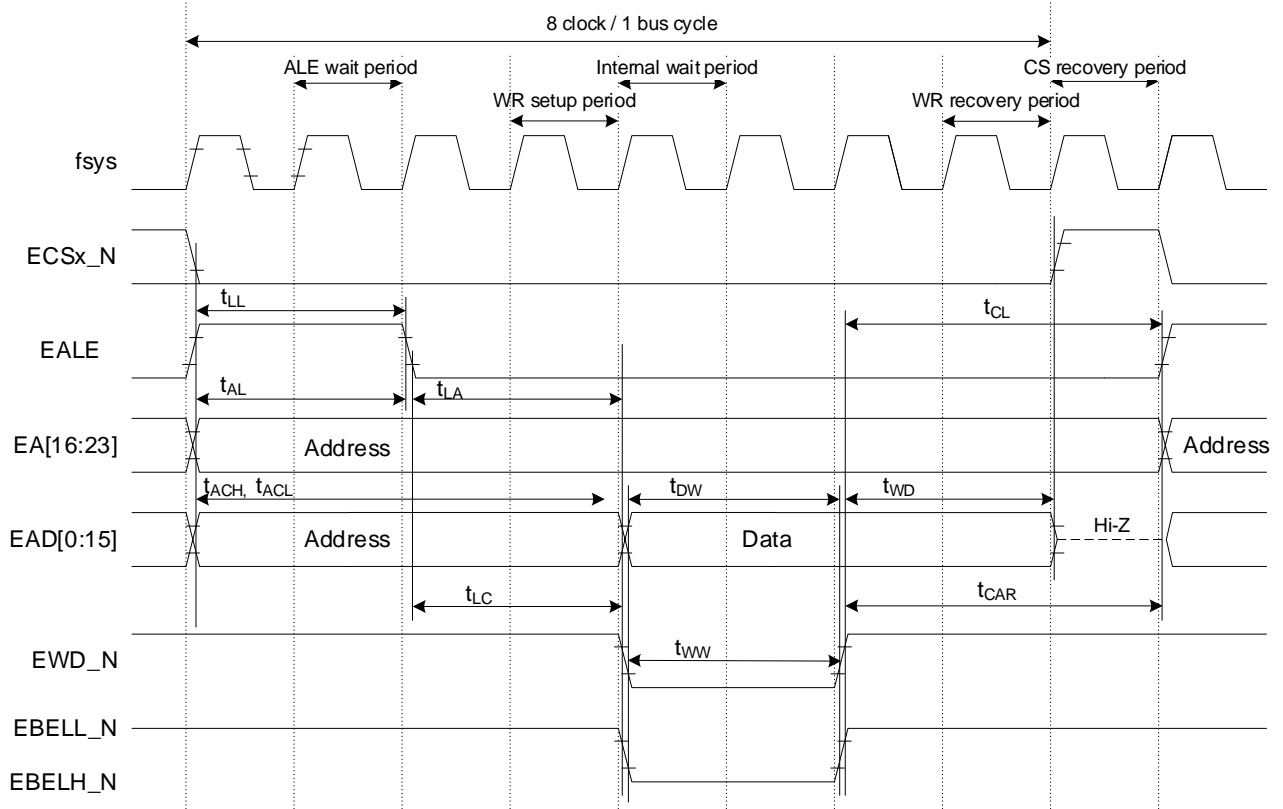 8 clock / 1 bus cycle
ALE wait period
Internal wait period
CS recovery period
WR setup period
WR recovery period
fsys
ECSx_N
tLL
tCL
EALE
tAL
tLA
EA[16:23]
Address
Address
tACH, tACL
tDW
tWD
EAD[0:15]
Address
Data
Hi-Z
tLC
tCAR
EWD_N
tWW
EBELL_N
EBELH_N